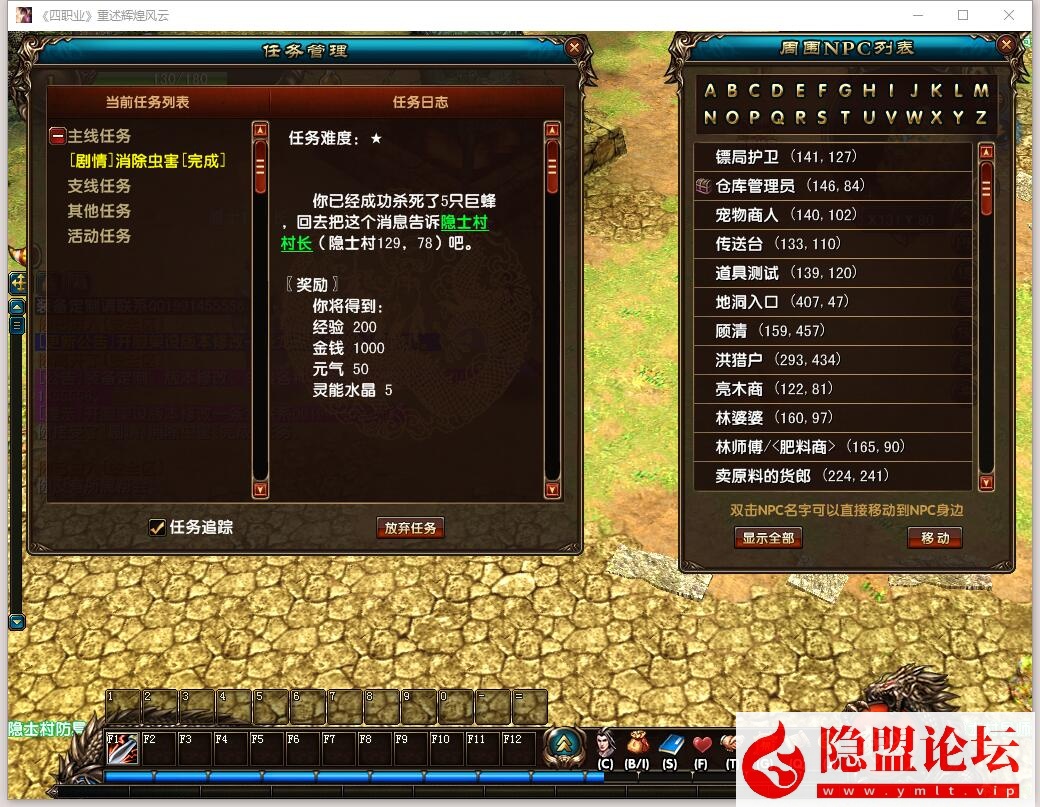 《四职业》重述辉煌风云
任务管理
130/180
当前任务列表
任务日志
主线任务
[剧情]消除虫害[完成]
支线任务
其他任务
活动任务
任务难度：★
你已经成功杀死了5只巨蜂
，回去把这个消息告诉隐士村
村长（隐士村129，78）吧。
〖奖励〗
你将得到：
经验 200
金钱 1000
元气 50
灵能水晶 5
任务追踪
放弃任务
周围NPC列表
A B C D E F G H I J K L M
N O P Q R S T U V W X Y Z
镖局护卫（141，127）
仓库管理员（146，84）
宠物商人（140，102）
传送台（133，110）
道具测试（139，120）
地洞入口（407，47）
顾清（159，457）
洪猎户（293，434）
亮木商（122，81）
林婆婆（160，97）
林师傅/<肥料商>（165，90）
卖原料的货郎（224，241）
双击NPC名字可以直接移动到NPC身边
显示全部
移动
1 2 3 4 5 6 7 8 9 0 - =
隐士村防具
F1 F2 F3 F4 F5 F6 F7 F8 F9 F10 F11 F12
(C) (B/I) (S) (F)
隐盟论坛
www.ymlt.vip